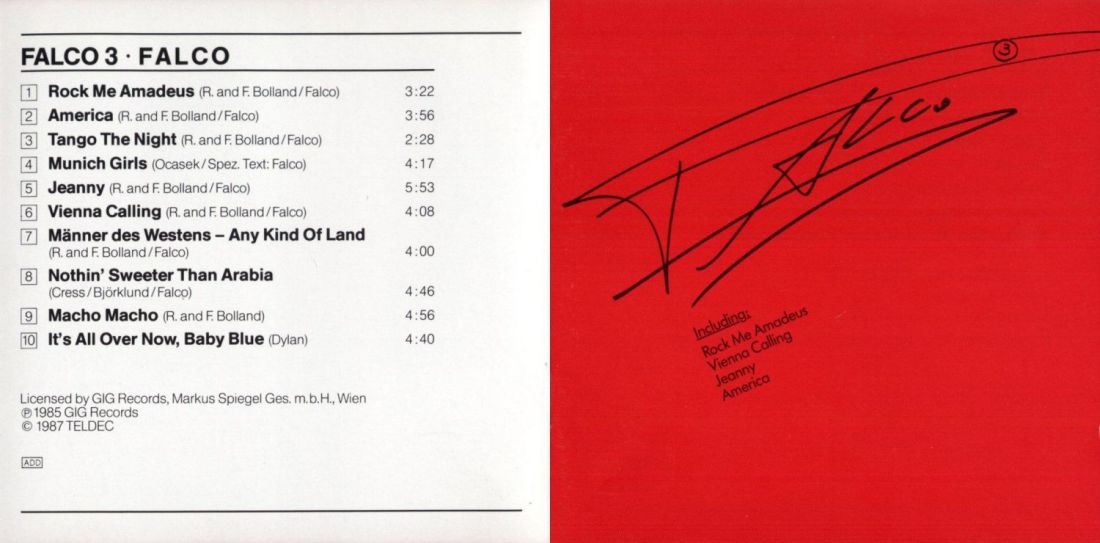 FALCO 3 · FALCO
1 Rock Me Amadeus (R. and F. Bolland/Falco) 3:22
2 America (R. and F. Bolland/Falco) 3:56
3 Tango The Night (R. and F. Bolland/Falco) 2:28
4 Munich Girls (Ocasek/Spez. Text: Falco) 4:17
5 Jeanny (R. and F. Bolland/Falco) 5:53
6 Vienna Calling (R. and F. Bolland/Falco) 4:08
7 Männer des Westens – Any Kind Of Land
(R. and F. Bolland/Falco) 4:00
8 Nothin' Sweeter Than Arabia
(Cress/Björklund/Falco) 4:46
9 Macho Macho (R. and F. Bolland) 4:56
10 It's All Over Now, Baby Blue (Dylan) 4:40
Licensed by GIG Records, Markus Spiegel Ges. m.b.H., Wien
℗ 1985 GIG Records
© 1987 TELDEC
ADD
3
FALCO
Including:
Rock Me Amadeus
Vienna Calling
Jeanny
America